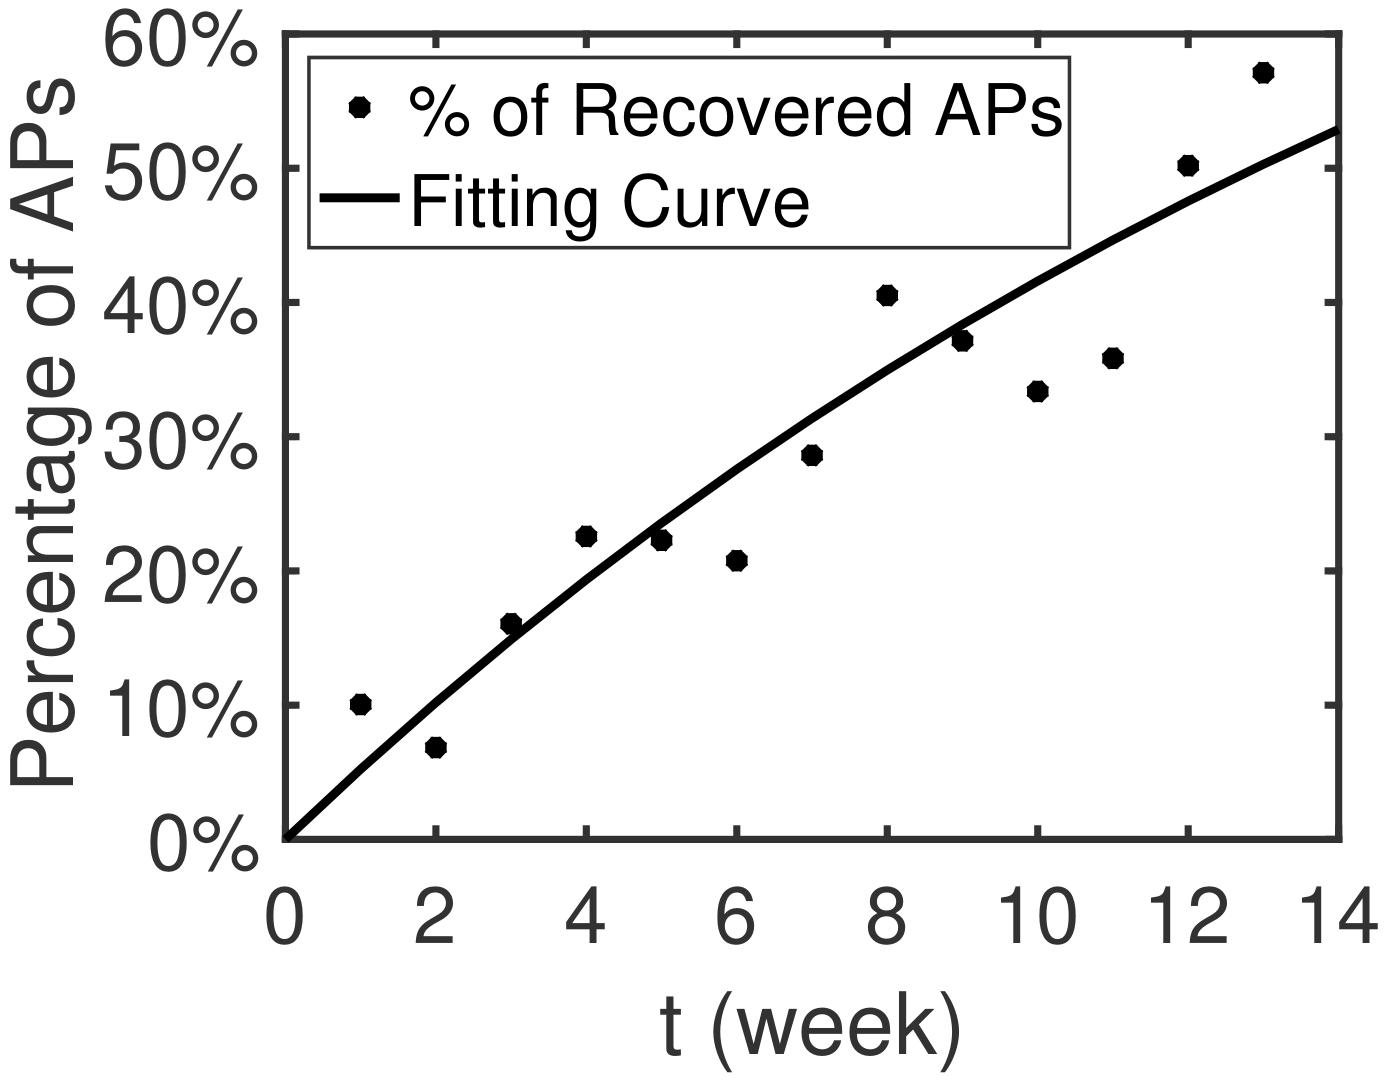 60%
50%
40%
30%
20%
10%
0%
Percentage of APs
% of Recovered APs
Fitting Curve
0 2 4 6 8 10 12 14
t (week)